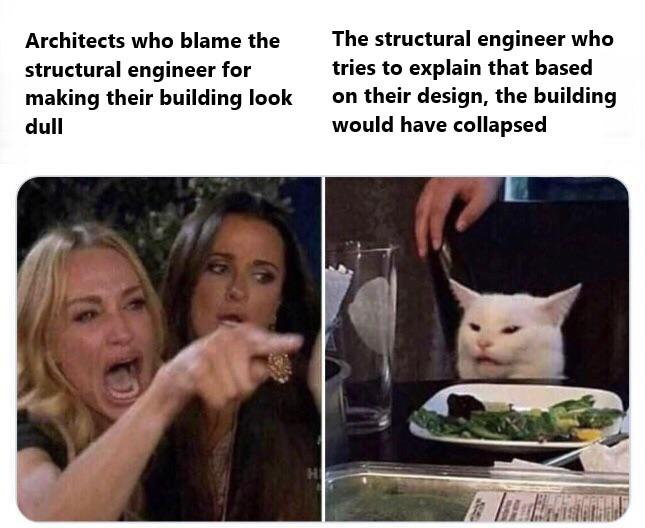 Architects who blame the
structural engineer for
making their building look
dull
The structural engineer who
tries to explain that based
on their design, the building
would have collapsed